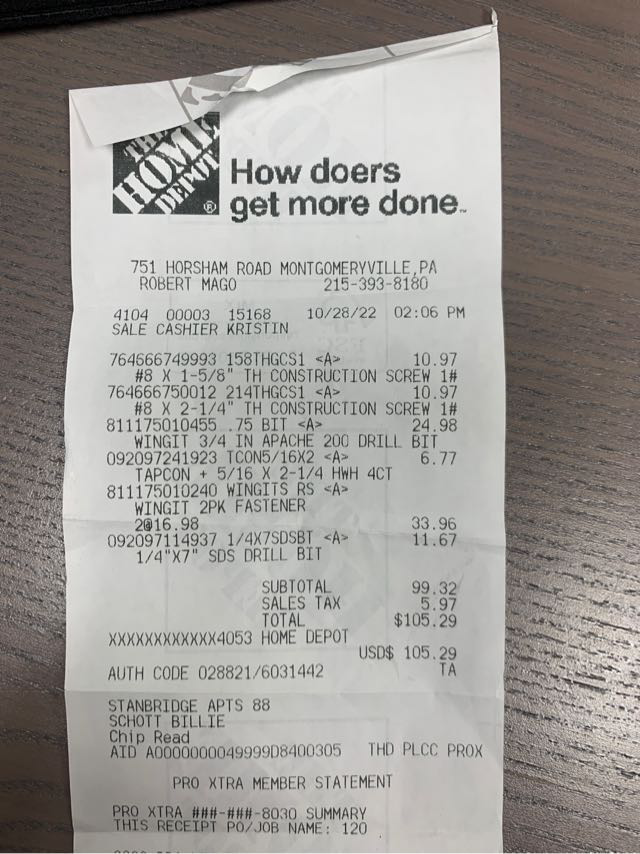 THE
HOME
DEPOT
®
How doers
get more done™
751 HORSHAM ROAD MONTGOMERYVILLE,PA
ROBERT MAGO 215-393-8180
4104 00003 15168 10/28/22 02:06 PM
SALE CASHIER KRISTIN
764666749993 158THGCS1 <A> 10.97
#8 X 1-5/8" TH CONSTRUCTION SCREW 1#
764666750012 214THGCS1 <A> 10.97
#8 X 2-1/4" TH CONSTRUCTION SCREW 1#
811175010455 .75 BIT <A> 24.98
WINGIT 3/4 IN APACHE 200 DRILL BIT
092097241923 TCON5/16X2 <A> 6.77
TAPCON + 5/16 X 2-1/4 HWH 4CT
811175010240 WINGITS RS <A>
WINGIT 2PK FASTENER
2@16.98 33.96
092097114937 1/4X7SDSBT <A> 11.67
1/4"X7" SDS DRILL BIT
SUBTOTAL 99.32
SALES TAX 5.97
TOTAL $105.29
XXXXXXXXXXXX4053 HOME DEPOT
USD$ 105.29
AUTH CODE 028821/6031442 TA
STANBRIDGE APTS 88
SCHOTT BILLIE
Chip Read
AID A0000000049999D8400305 THD PLCC PROX
PRO XTRA MEMBER STATEMENT
PRO XTRA ###-###-8030 SUMMARY
THIS RECEIPT PO/JOB NAME: 120